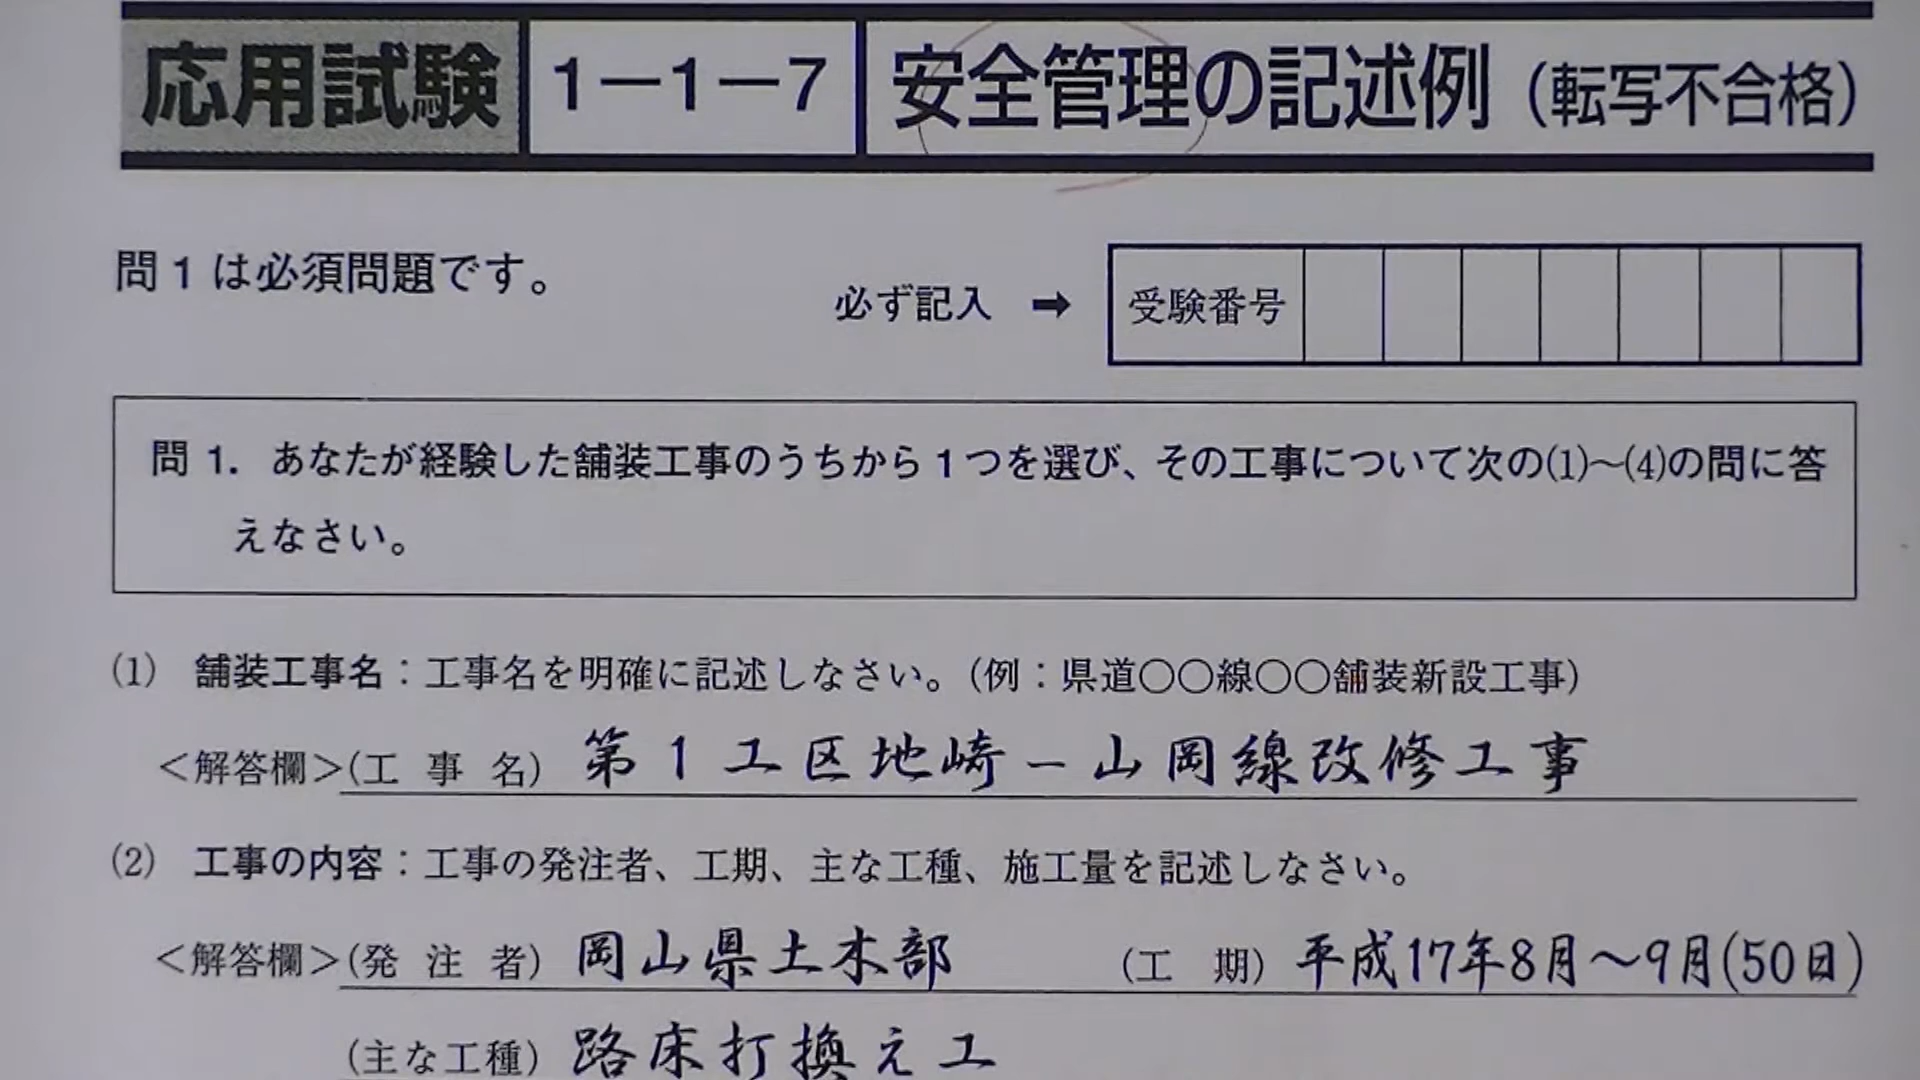 応用試験 1－1－7 安全管理の記述例（転写不合格）
問1は必須問題です。
必ず記入 ➡ 受験番号
問1．あなたが経験した舗装工事のうちから1つを選び、その工事について次の⑴～⑷の問に答
えなさい。
⑴ 舗装工事名：工事名を明確に記述しなさい。（例：県道○○線○○舗装新設工事）
＜解答欄＞（工事名） 第1工区地崎－山岡線改修工事
⑵ 工事の内容：工事の発注者、工期、主な工種、施工量を記述しなさい。
＜解答欄＞（発注者） 岡山県土木部 （工期） 平成17年8月～9月（50日）
（主な工種） 路床打換え工